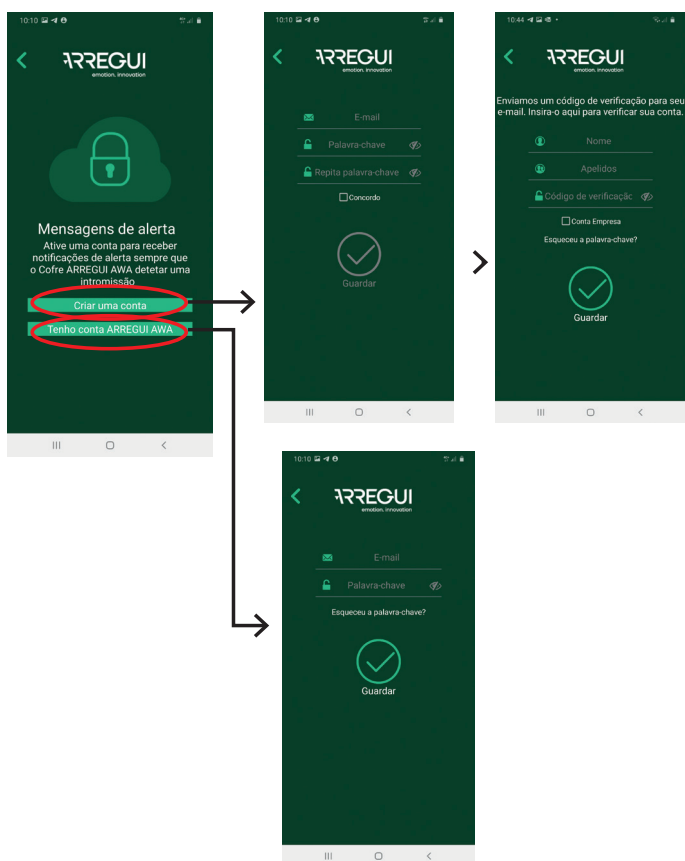 10:10
ARREGUI
emotion. innovation
Mensagens de alerta
Ative uma conta para receber
notificações de alerta sempre que
o Cofre ARREGUI AWA detetar uma
intromissão
Criar uma conta
Tenho conta ARREGUI AWA
10:10
ARREGUI
emotion. innovation
E-mail
Palavra-chave
Repita palavra-chave
Concordo
Guardar
10:44
ARREGUI
emotion. innovation
Enviamos um código de verificação para seu
e-mail. Insira-o aqui para verificar sua conta.
Nome
Apelidos
Código de verificaçãc
Conta Empresa
Esqueceu a palavra-chave?
Guardar
10:10
ARREGUI
emotion. innovation
E-mail
Palavra-chave
Esqueceu a palavra-chave?
Guardar